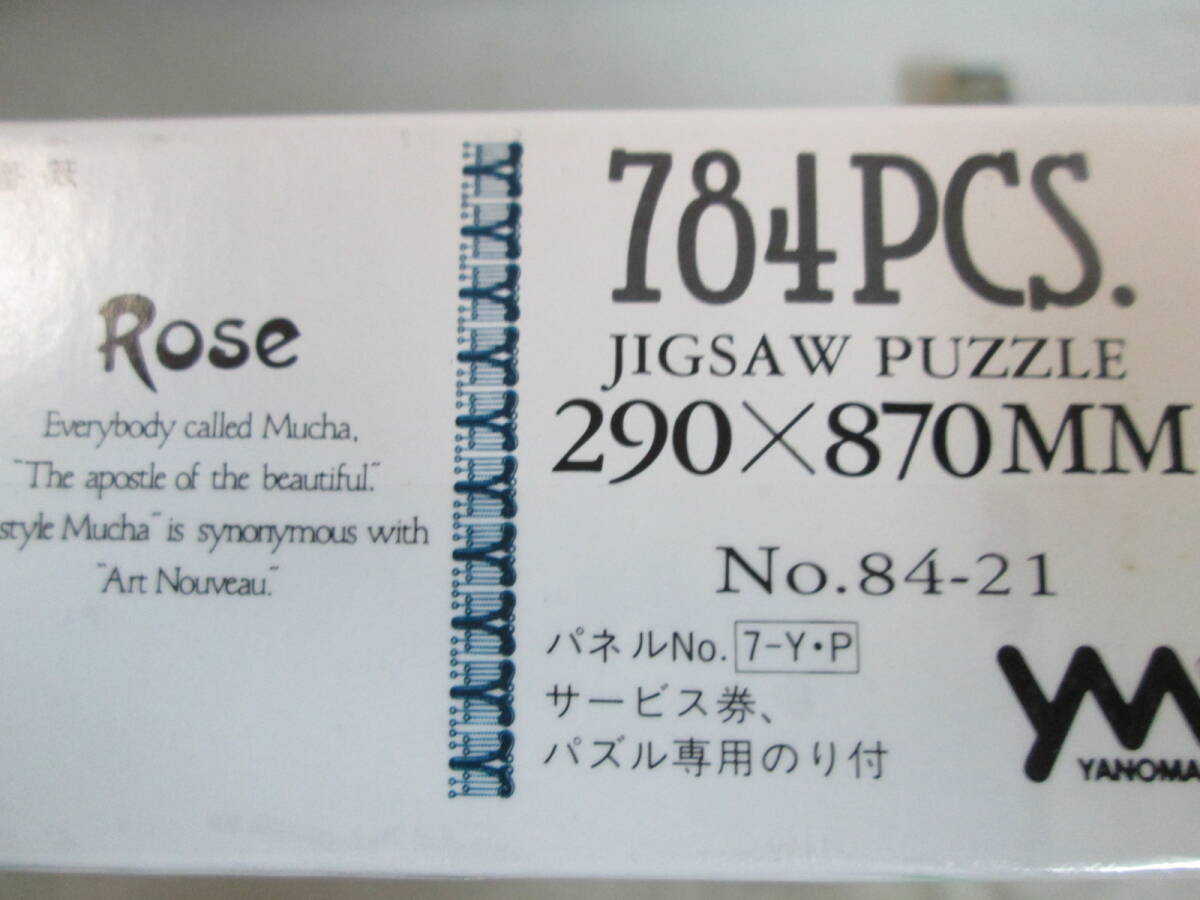 Rose
Everybody called Mucha,
"The apostle of the beautiful."
style Mucha" is synonymous with
"Art Nouveau."
784PCS.
JIGSAW PUZZLE
290×870MM
No.84-21
パネルNo. 7-Y・P
サービス券、
パズル専用のり付
YANOMA